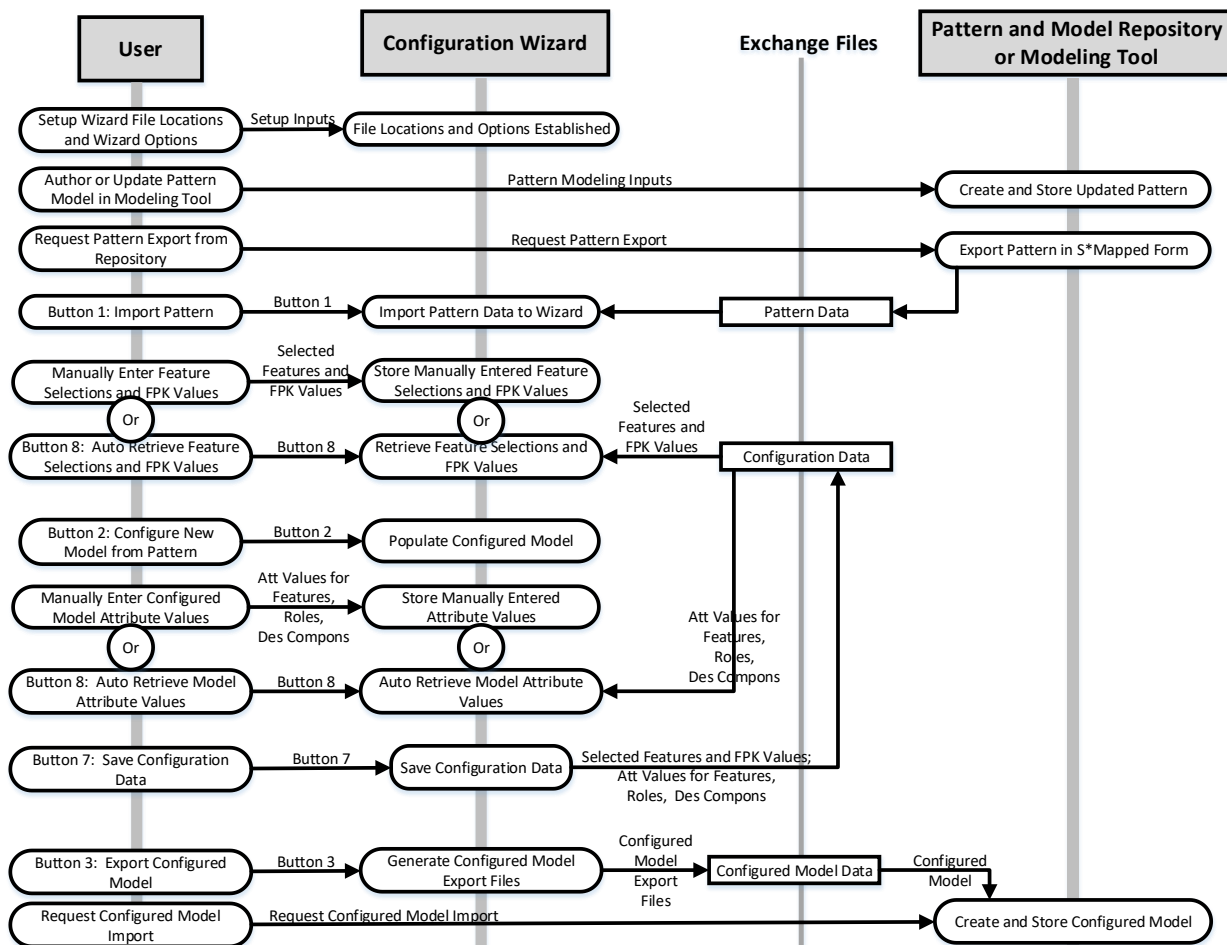 User
Configuration Wizard
Exchange Files
Pattern and Model Repository
or Modeling Tool
Setup Wizard File Locations
and Wizard Options
Setup Inputs
File Locations and Options Established
Author or Update Pattern
Model in Modeling Tool
Pattern Modeling Inputs
Create and Store Updated Pattern
Request Pattern Export from
Repository
Request Pattern Export
Export Pattern in S*Mapped Form
Button 1: Import Pattern
Button 1
Import Pattern Data to Wizard
Pattern Data
Manually Enter Feature
Selections and FPK Values
Selected
Features and
FPK Values
Store Manually Entered Feature
Selections and FPK Values
Or
Or
Selected
Features and
FPK Values
Button 8:  Auto Retrieve Feature
Selections and FPK Values
Button 8
Retrieve Feature Selections and
FPK Values
Configuration Data
Button 2: Configure New
Model from Pattern
Button 2
Populate Configured Model
Manually Enter Configured
Model Attribute Values
Att Values for
Features,
Roles,
Des Compons
Store Manually Entered
Attribute Values
Att Values for
Features,
Roles,
Des Compons
Or
Or
Button 8:  Auto Retrieve Model
Attribute Values
Button 8
Auto Retrieve Model Attribute
Values
Button 7:  Save Configuration
Data
Button 7
Save Configuration Data
Selected Features and FPK Values;
Att Values for Features,
Roles,  Des Compons
Button 3:  Export Configured
Model
Button 3
Generate Configured Model
Export Files
Configured
Model
Export
Files
Configured Model Data
Configured
Model
Request Configured Model
Import
Request Configured Model Import
Create and Store Configured Model